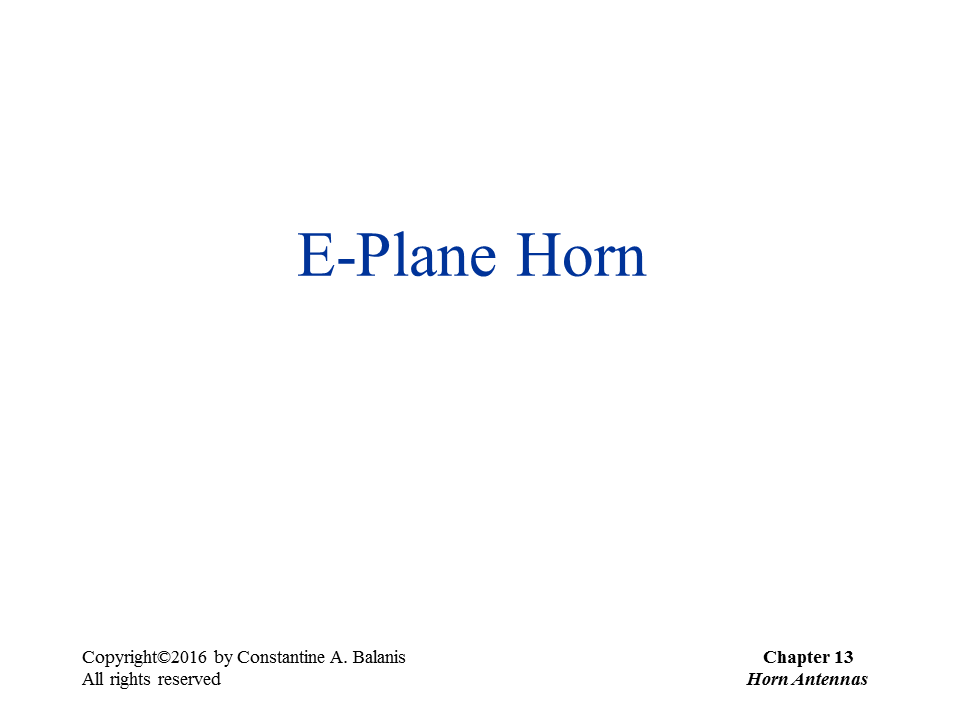 E-Plane Horn
Copyright©2016 by Constantine A. Balanis
All rights reserved
Chapter 13
Horn Antennas